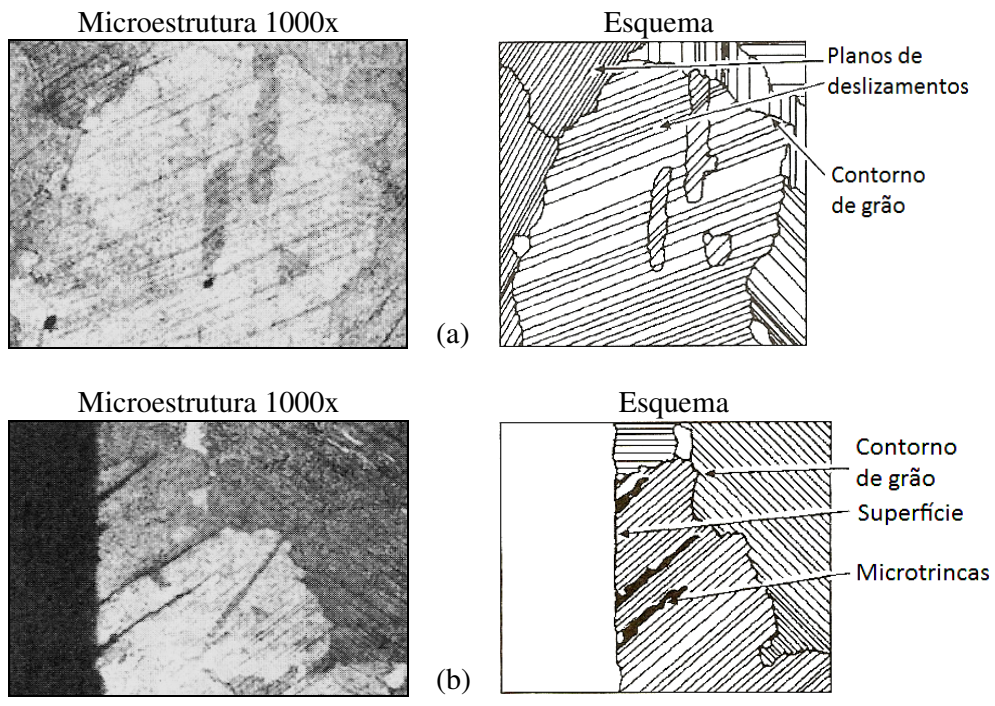 Microestrutura 1000x
Esquema
Planos de
deslizamentos
Contorno
de grão
(a)
Microestrutura 1000x
Esquema
Contorno
de grão
Superfície
Microtrincas
(b)